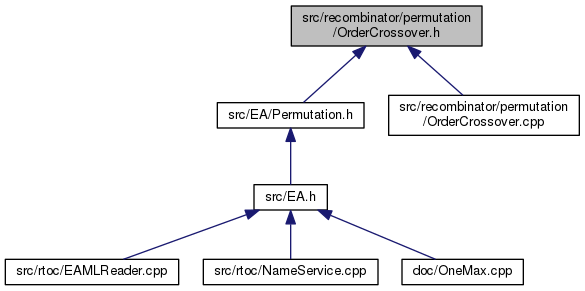 src/recombinator/permutation
/OrderCrossover.h
src/EA/Permutation.h
src/recombinator/permutation
/OrderCrossover.cpp
src/EA.h
src/rtoc/EAMLReader.cpp
src/rtoc/NameService.cpp
doc/OneMax.cpp